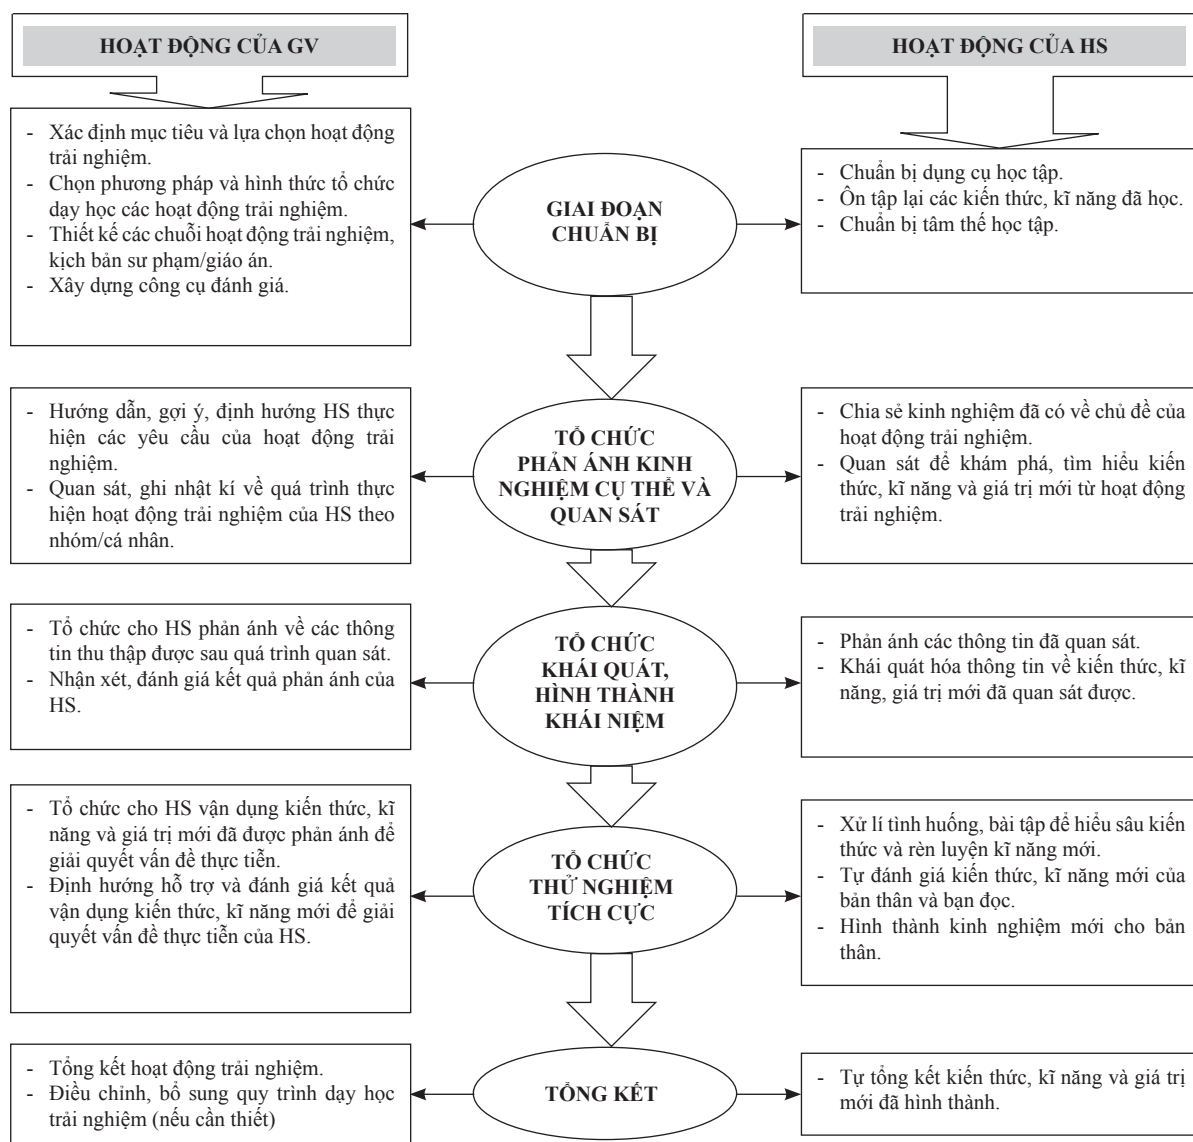 HOẠT ĐỘNG CỦA GV
HOẠT ĐỘNG CỦA HS
- Xác định mục tiêu và lựa chọn hoạt động
trải nghiệm.
- Chọn phương pháp và hình thức tổ chức
dạy học các hoạt động trải nghiệm.
- Thiết kế các chuỗi hoạt động trải nghiệm,
kịch bản sư phạm/giáo án.
- Xây dựng công cụ đánh giá.
GIAI ĐOẠN
CHUẨN BỊ
- Chuẩn bị dụng cụ học tập.
- Ôn tập lại các kiến thức, kĩ năng đã học.
- Chuẩn bị tâm thế học tập.
- Hướng dẫn, gợi ý, định hướng HS thực
hiện các yêu cầu của hoạt động trải
nghiệm.
- Quan sát, ghi nhật kí về quá trình thực
hiện hoạt động trải nghiệm của HS theo
nhóm/cá nhân.
TỔ CHỨC
PHẢN ÁNH KINH
NGHIỆM CỤ THỂ VÀ
QUAN SÁT
- Chia sẻ kinh nghiệm đã có về chủ đề của
hoạt động trải nghiệm.
- Quan sát để khám phá, tìm hiểu kiến
thức, kĩ năng và giá trị mới từ hoạt động
trải nghiệm.
- Tổ chức cho HS phản ánh về các thông
tin thu thập được sau quá trình quan sát.
- Nhận xét, đánh giá kết quả phản ánh của
HS.
TỔ CHỨC
KHÁI QUÁT,
HÌNH THÀNH
KHÁI NIỆM
- Phản ánh các thông tin đã quan sát.
- Khái quát hóa thông tin về kiến thức, kĩ
năng, giá trị mới đã quan sát được.
- Tổ chức cho HS vận dụng kiến thức, kĩ
năng và giá trị mới đã được phản ánh để
giải quyết vấn đề thực tiễn.
- Định hướng hỗ trợ và đánh giá kết quả
vận dụng kiến thức, kĩ năng mới để giải
quyết vấn đề thực tiễn của HS.
TỔ CHỨC
THỬ NGHIỆM
TÍCH CỰC
- Xử lí tình huống, bài tập để hiểu sâu kiến
thức và rèn luyện kĩ năng mới.
- Tự đánh giá kiến thức, kĩ năng mới của
bản thân và bạn đọc.
- Hình thành kinh nghiệm mới cho bản
thân.
- Tổng kết hoạt động trải nghiệm.
- Điều chỉnh, bổ sung quy trình dạy học
trải nghiệm (nếu cần thiết)
TỔNG KẾT
- Tự tổng kết kiến thức, kĩ năng và giá trị
mới đã hình thành.